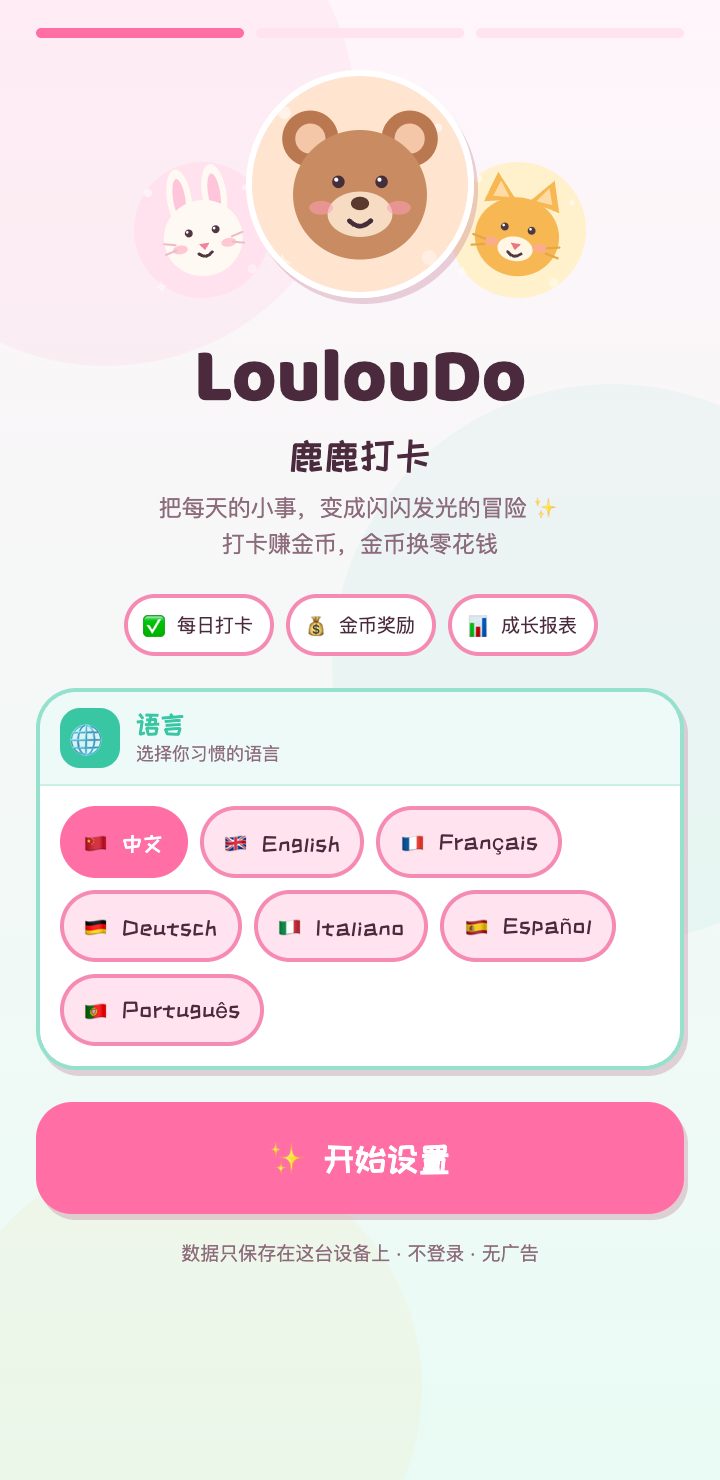 LoulouDo
鹿鹿打卡
把每天的小事，变成闪闪发光的冒险 ✨
打卡赚金币，金币换零花钱
✅ 每日打卡
💰 金币奖励
📊 成长报表
🌐 语言
选择你习惯的语言
🇨🇳 中文
🇬🇧 English
🇫🇷 Français
🇩🇪 Deutsch
🇮🇹 Italiano
🇪🇸 Español
🇵🇹 Português
✨ 开始设置
数据只保存在这台设备上 · 不登录 · 无广告